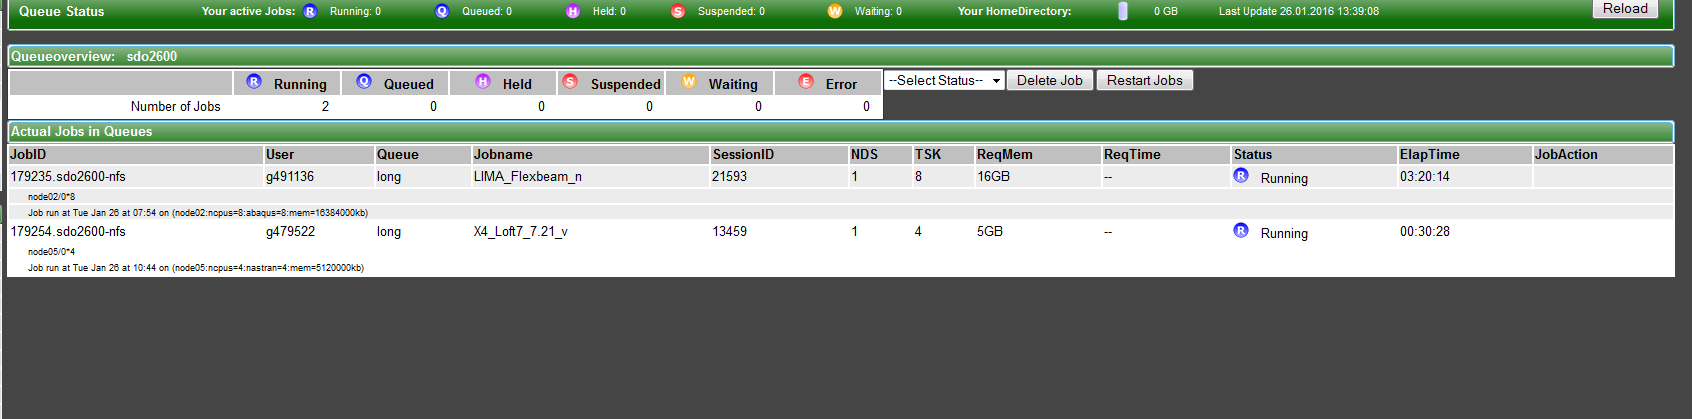 Queue Status Your active Jobs: R Running: 0 Q Queued: 0 H Held: 0 S Suspended: 0 W Waiting: 0 Your HomeDirectory: 0 GB Last Update 26.01.2016 13:39:08 Reload
Queueoverview: sdo2600
R Running Q Queued H Held S Suspended W Waiting E Error --Select Status-- Delete Job Restart Jobs
Number of Jobs 2 0 0 0 0 0
Actual Jobs in Queues
JobID User Queue Jobname SessionID NDS TSK ReqMem ReqTime Status ElapTime JobAction
179235.sdo2600-nfs g491136 long LIMA_Flexbeam_n 21593 1 8 16GB -- R Running 03:20:14
node02/0*8
Job run at Tue Jan 26 at 07:54 on (node02:ncpus=8:abaqus=8:mem=16384000kb)
179254.sdo2600-nfs g479522 long X4_Loft7_7.21_v 13459 1 4 5GB -- R Running 00:30:28
node05/0*4
Job run at Tue Jan 26 at 10:44 on (node05:ncpus=4:nastran=4:mem=5120000kb)